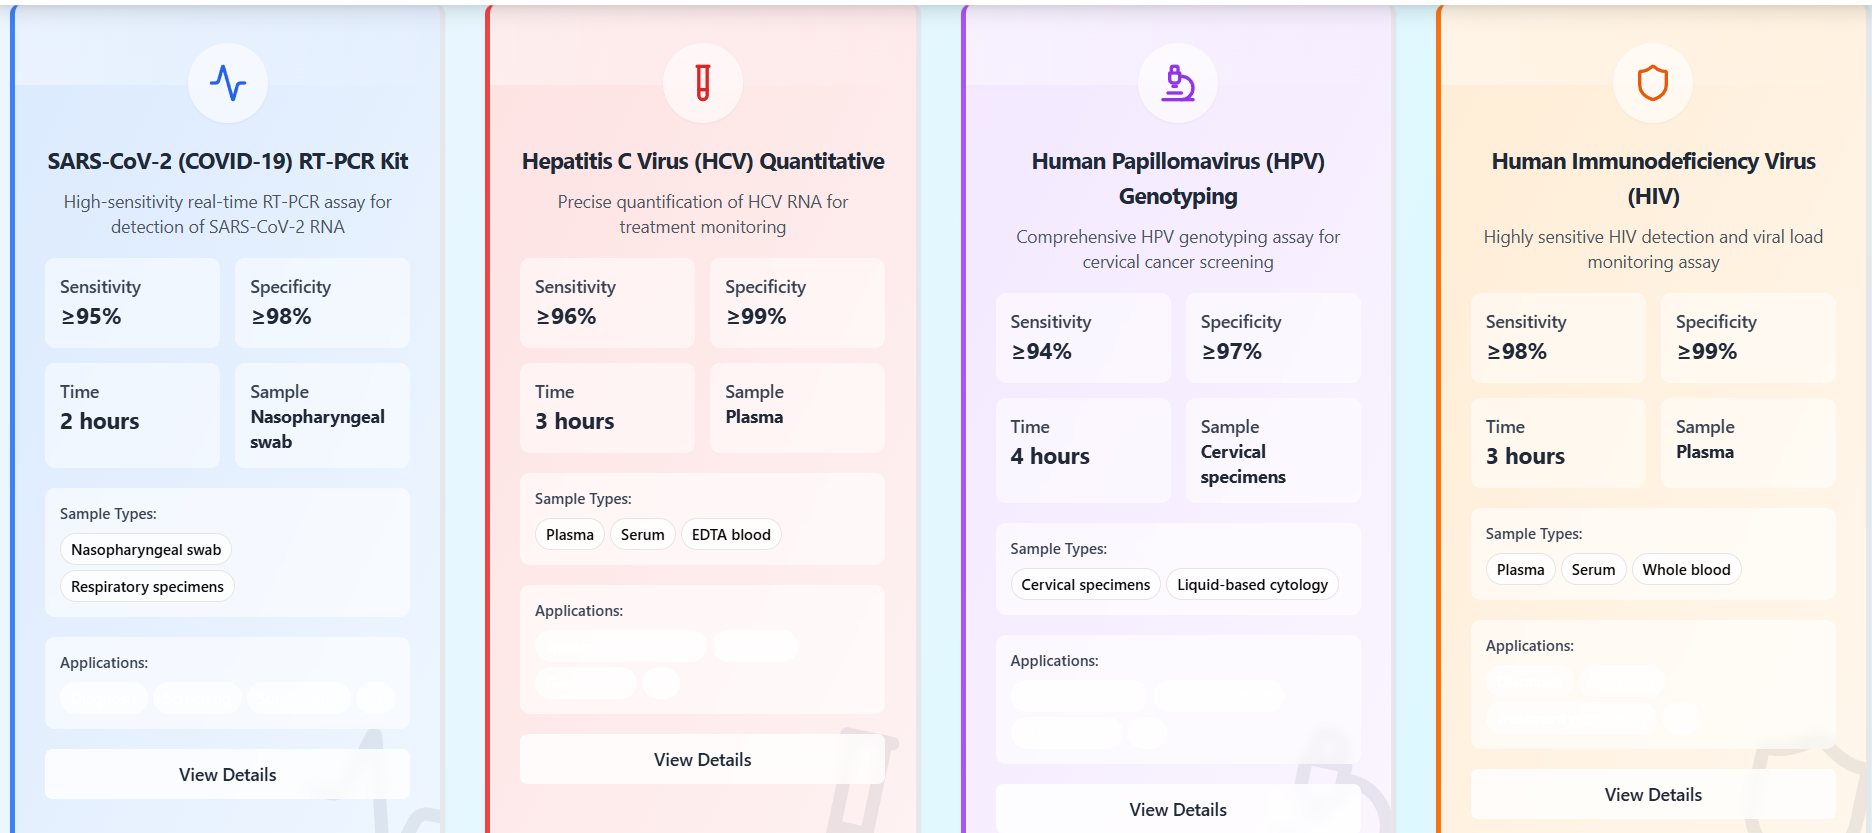 SARS-CoV-2 (COVID-19) RT-PCR Kit
High-sensitivity real-time RT-PCR assay for
detection of SARS-CoV-2 RNA
Sensitivity
≥95%
Specificity
≥98%
Time
2 hours
Sample
Nasopharyngeal
swab
Sample Types:
Nasopharyngeal swab
Respiratory specimens
Applications:
View Details
Hepatitis C Virus (HCV) Quantitative
Precise quantification of HCV RNA for
treatment monitoring
Sensitivity
≥96%
Specificity
≥99%
Time
3 hours
Sample
Plasma
Sample Types:
Plasma Serum EDTA blood
Applications:
View Details
Human Papillomavirus (HPV)
Genotyping
Comprehensive HPV genotyping assay for
cervical cancer screening
Sensitivity
≥94%
Specificity
≥97%
Time
4 hours
Sample
Cervical
specimens
Sample Types:
Cervical specimens Liquid-based cytology
Applications:
View Details
Human Immunodeficiency Virus
(HIV)
Highly sensitive HIV detection and viral load
monitoring assay
Sensitivity
≥98%
Specificity
≥99%
Time
3 hours
Sample
Plasma
Sample Types:
Plasma Serum Whole blood
Applications:
View Details